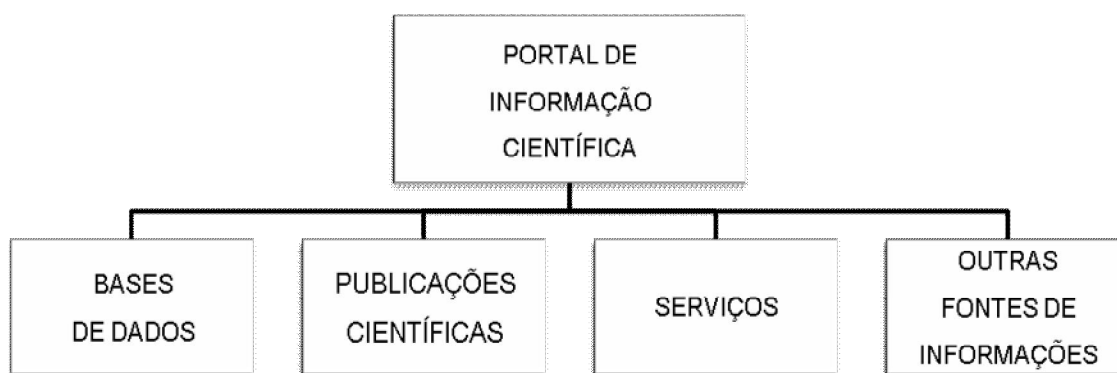 PORTAL DE
INFORMAÇÃO
CIENTÍFICA
BASES
DE DADOS
PUBLICAÇÕES
CIENTÍFICAS
SERVIÇOS
OUTRAS
FONTES DE
INFORMAÇÕES